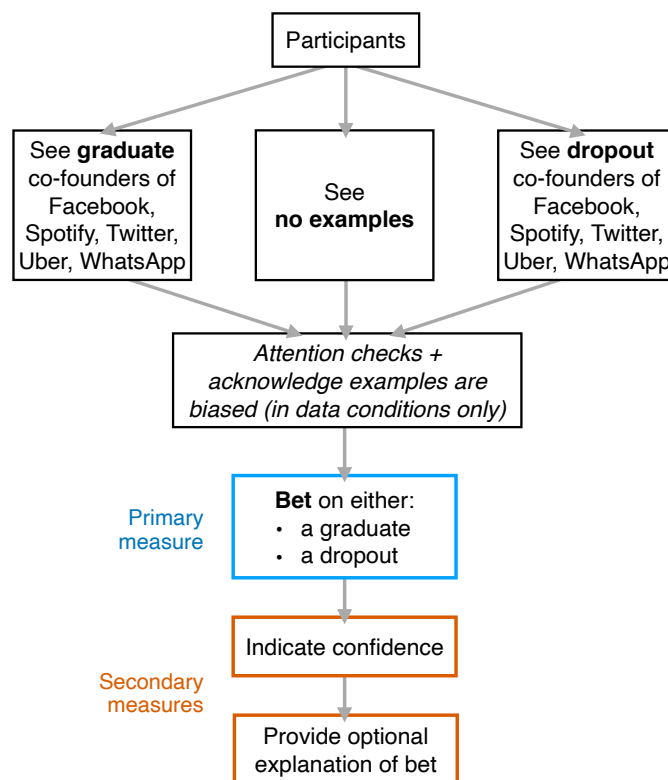 Participants
See graduate
co-founders of
Facebook,
Spotify, Twitter,
Uber, WhatsApp
See
no examples
See dropout
co-founders of
Facebook,
Spotify, Twitter,
Uber, WhatsApp
Attention checks +
acknowledge examples are
biased (in data conditions only)
Primary
measure
Bet on either:
• a graduate
• a dropout
Indicate confidence
Secondary
measures
Provide optional
explanation of bet